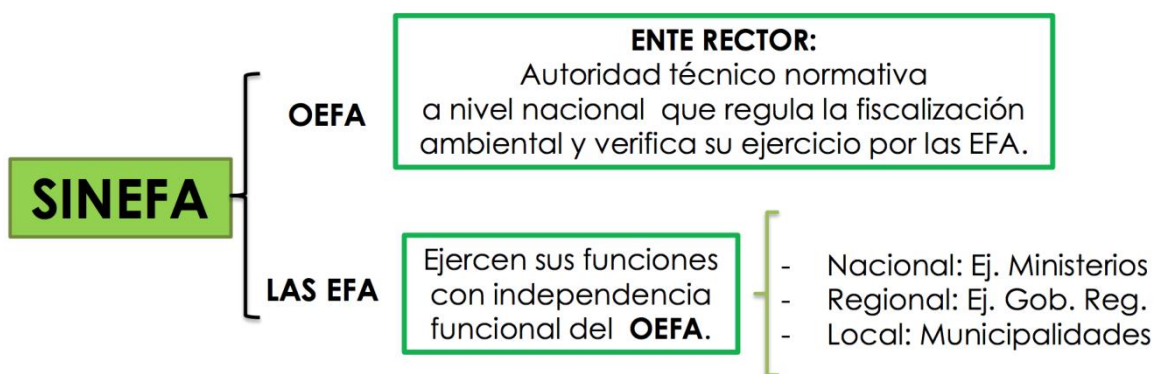 SINEFA
OEFA
ENTE RECTOR:
Autoridad técnico normativa
a nivel nacional que regula la fiscalización
ambiental y verifica su ejercicio por las EFA.
LAS EFA
Ejercen sus funciones
con independencia
funcional del OEFA.
- Nacional: Ej. Ministerios
- Regional: Ej. Gob. Reg.
- Local: Municipalidades